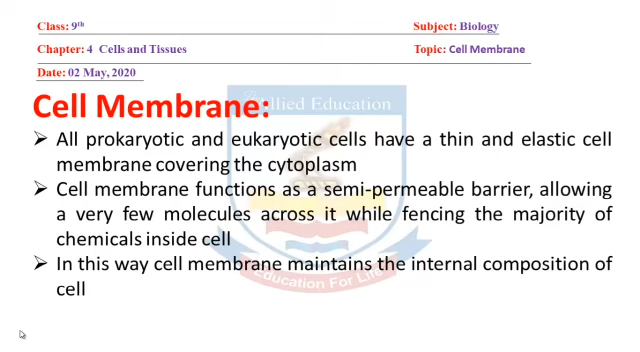 Class: 9th Subject: Biology
Chapter: 4 Cells and Tissues Topic: Cell Membrane
Date: 02 May, 2020
Cell Membrane:
➢ All prokaryotic and eukaryotic cells have a thin and elastic cell
membrane covering the cytoplasm
➢ Cell membrane functions as a semi-permeable barrier, allowing
a very few molecules across it while fencing the majority of
chemicals inside cell
➢ In this way cell membrane maintains the internal composition of
cell
Allied Education
Education For Life